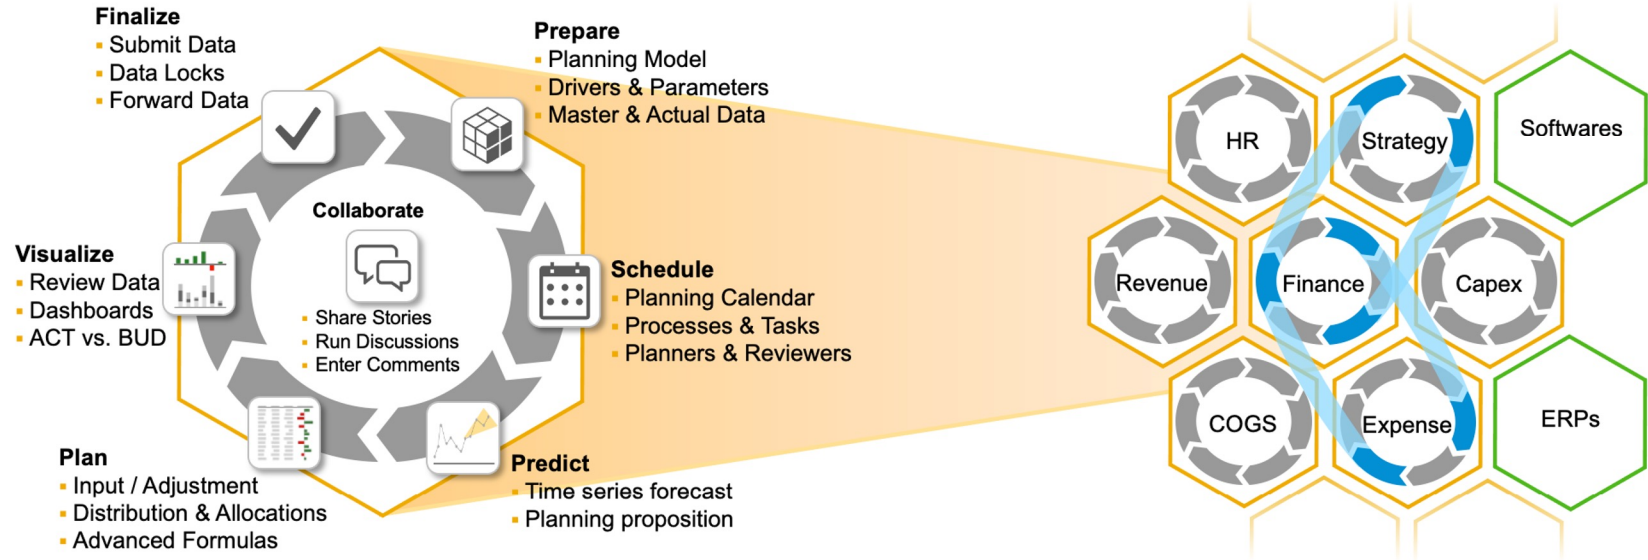 Finalize
Submit Data
Data Locks
Forward Data
Prepare
Planning Model
Drivers & Parameters
Master & Actual Data
Collaborate
Share Stories
Run Discussions
Enter Comments
Visualize
Review Data
Dashboards
ACT vs. BUD
Schedule
Planning Calendar
Processes & Tasks
Planners & Reviewers
Plan
Input / Adjustment
Distribution & Allocations
Advanced Formulas
Predict
Time series forecast
Planning proposition
HR
Strategy
Softwares
Revenue
Finance
Capex
COGS
Expense
ERPs